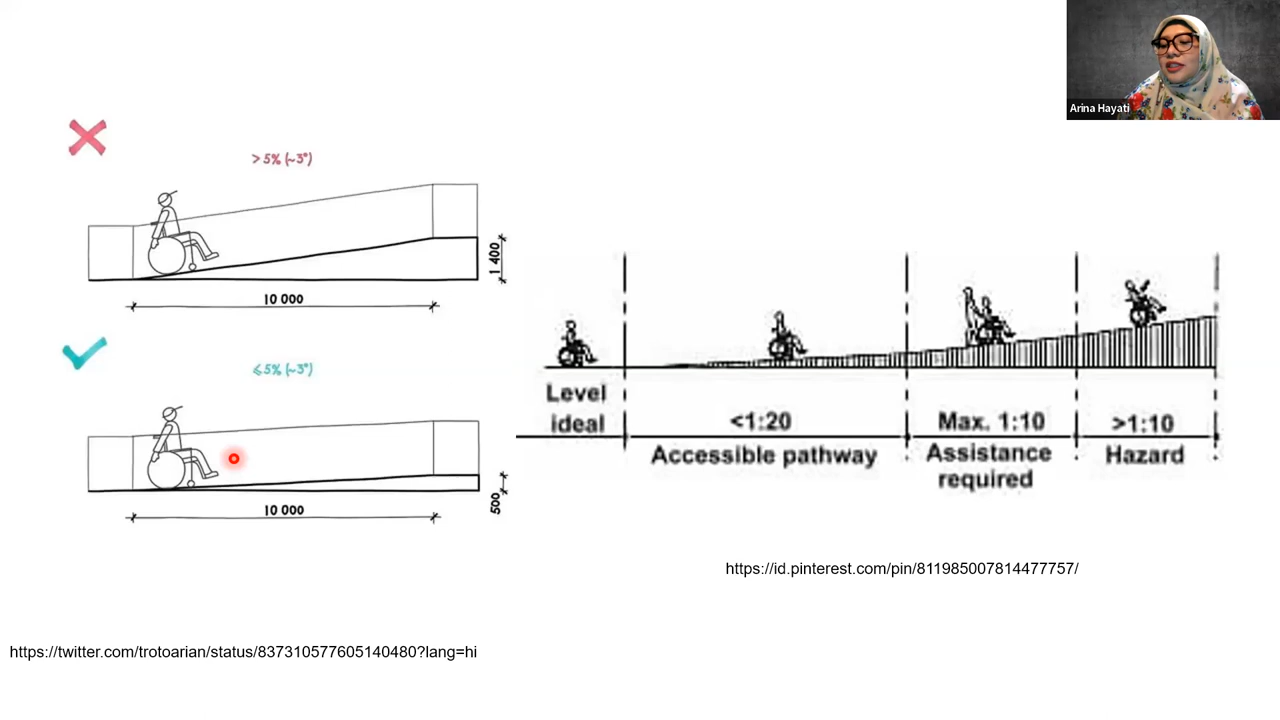 Arina Hayati
> 5% (~3°)
1 400
10 000
⩽5% (~3°)
500
10 000
Level
ideal
<1:20
Accessible pathway
Max. 1:10
Assistance
required
>1:10
Hazard
https://id.pinterest.com/pin/811985007814477757/
https://twitter.com/trotoarian/status/837310577605140480?lang=hi